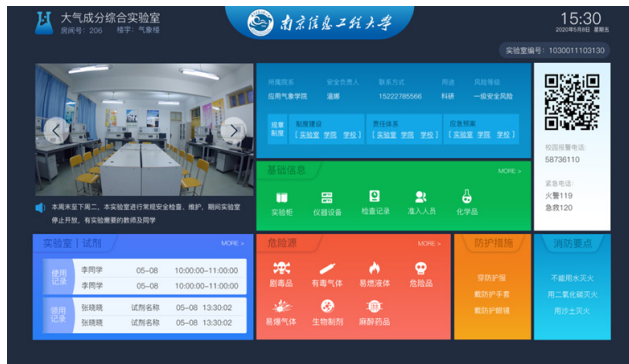 大气成分综合实验室
房间号：206 楼宇：气象楼
南京信息工程大学
15:30
2020年5月8日 星期五
实验室编号：1030011103130
所属院系 安全负责人 联系方式 用途 风险等级
应用气象学院 温娜 15222785566 科研 一级安全风险
规章制度
制度建设 责任体系 应急预案
[ 实验室 学院 学校 ] [ 实验室 学院 学校 ] [ 实验室 学院 学校 ]
校园报警电话:
58736110
紧急电话:
火警119
急救120
基础信息 MORE >
实验柜 仪器设备 检查记录 准入人员 化学品
本周末至下周二，本实验室进行常规安全检查，维护，期间实验室
停止开放，有实验需要的教师及同学
实验室 | 试剂 MORE >
使用记录
李同学 05-08 10:00:00-11:00:00
李同学 05-08 10:00:00-11:00:00
领用记录
张晓晓 试剂名称 05-08 13:30:02
张晓晓 试剂名称 05-08 13:30:02
危险源 MORE >
剧毒品 有毒气体 易燃液体 危险品
易爆气体 生物制剂 麻醉药品
防护措施
穿防护服
戴防护手套
戴防护眼镜
消防要点
不能用水灭火
用二氧化碳灭火
用沙土灭火